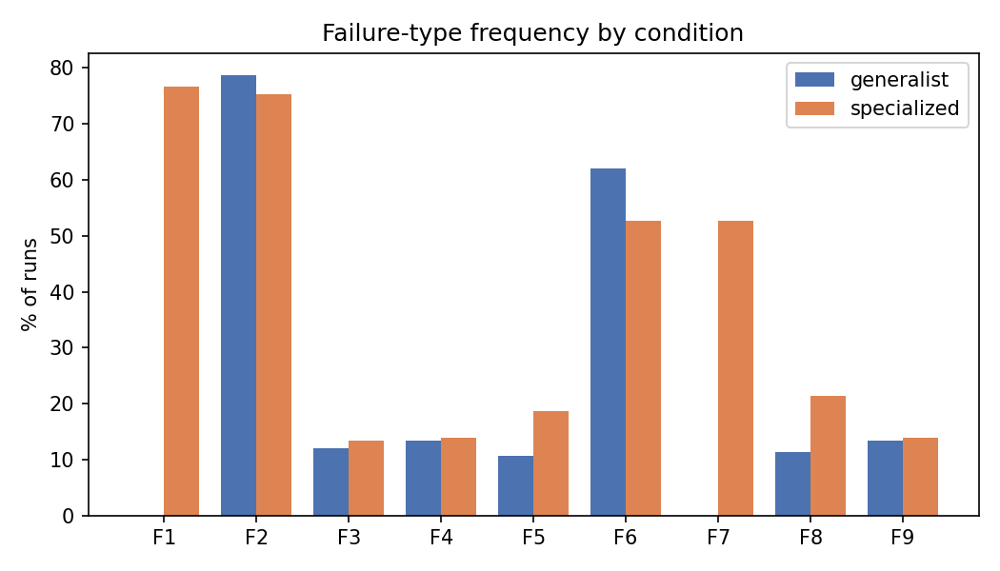 Failure-type frequency by condition
generalist
specialized
% of runs
80
70
60
50
40
30
20
10
0
F1 F2 F3 F4 F5 F6 F7 F8 F9